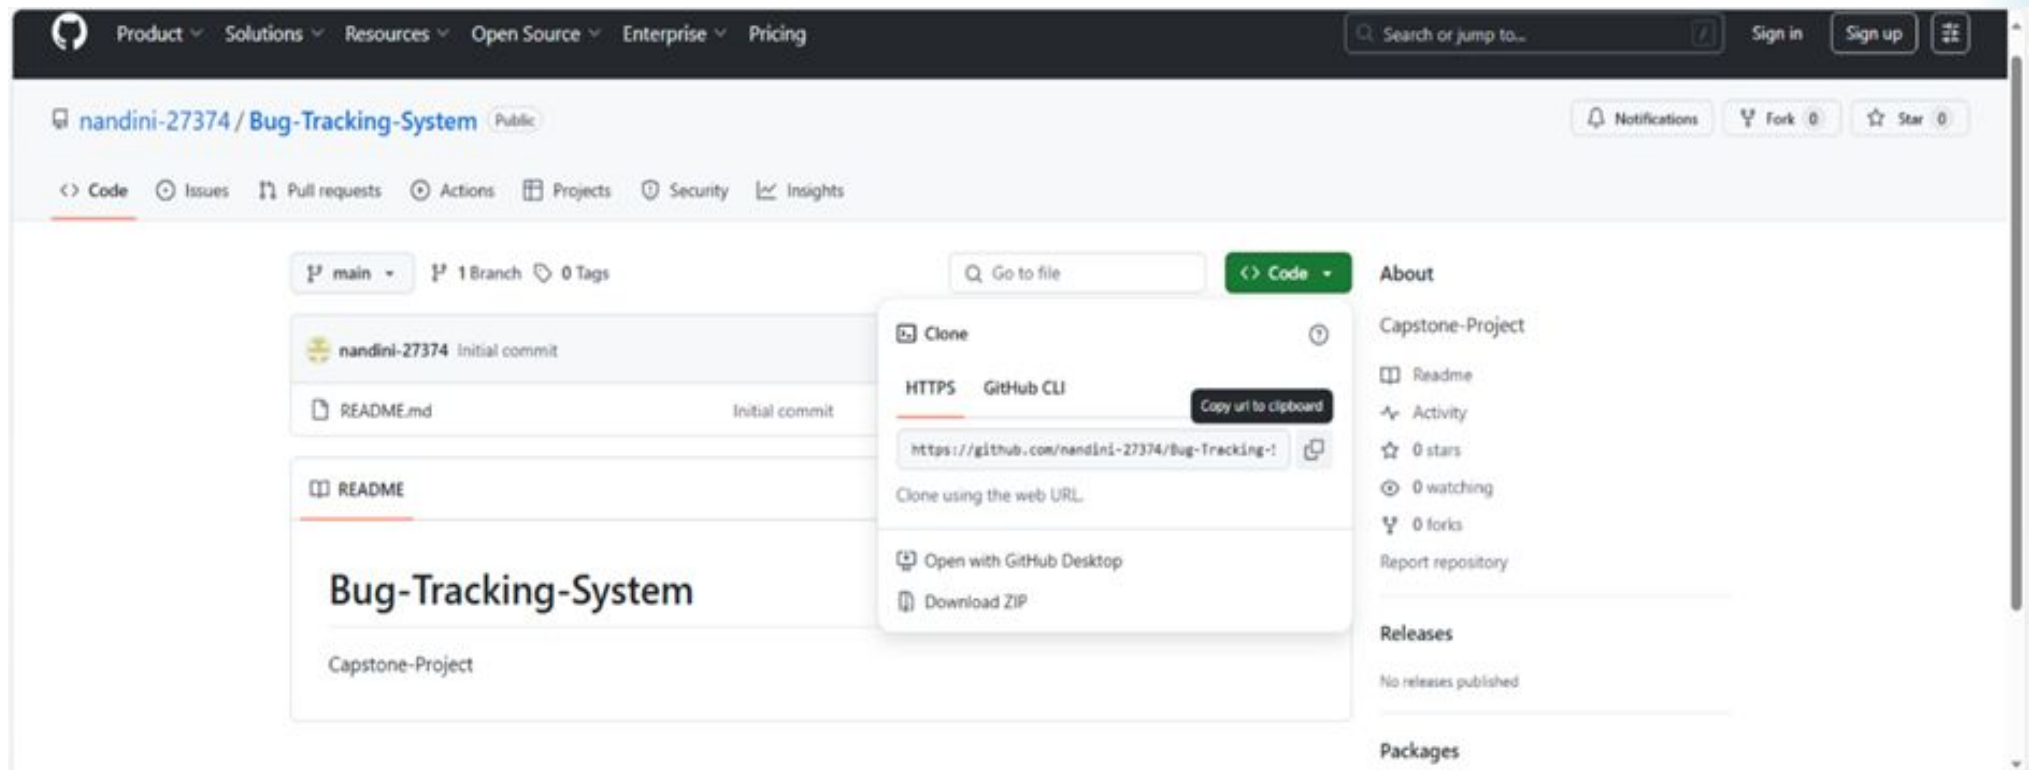 Product Solutions Resources Open Source Enterprise Pricing Search or jump to... / Sign in Sign up
nandini-27374 / Bug-Tracking-System Public Notifications Fork 0 Star 0
Code Issues Pull requests Actions Projects Security Insights
main 1 Branch 0 Tags Go to file Code
nandini-27374 Initial commit
README.md Initial commit
README
Bug-Tracking-System
Capstone-Project
Clone
HTTPS GitHub CLI
Copy url to clipboard
https://github.com/nandini-27374/Bug-Tracking-
Clone using the web URL.
Open with GitHub Desktop
Download ZIP
About
Capstone-Project
Readme
Activity
0 stars
0 watching
0 forks
Report repository
Releases
No releases published
Packages